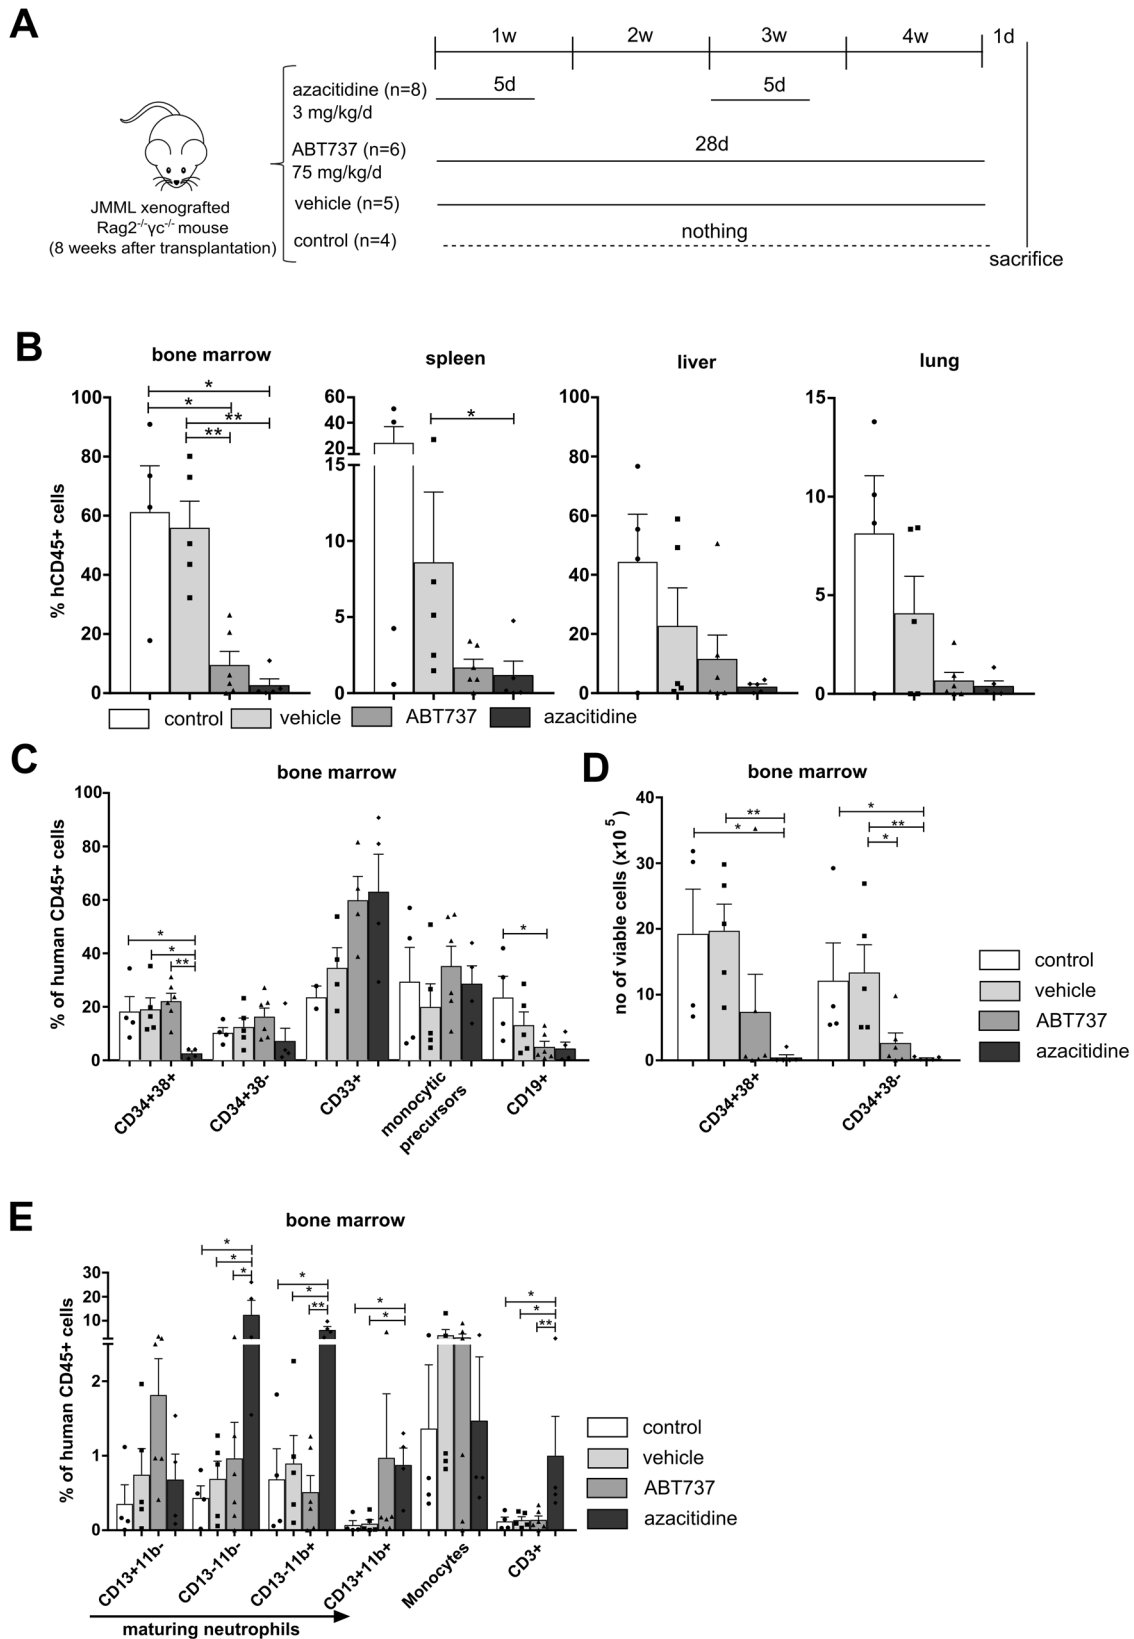 A
1w 2w 3w 4w 1d
azacitidine (n=8)
3 mg/kg/d
5d 5d
ABT737 (n=6)
75 mg/kg/d
28d
vehicle (n=5)
control (n=4)
nothing
sacrifice
JMML xenografted
Rag2-/-γc-/- mouse
(8 weeks after transplantation)
B
bone marrow
spleen
liver
lung
% hCD45+ cells
100
80
60
40
20
0
* * ** **
60
40
20
15
10
5
0
*
100
80
60
40
20
0
15
10
5
0
control vehicle ABT737 azacitidine
C
bone marrow
% of human CD45+ cells
100
80
60
40
20
0
* * **
*
CD34+38+
CD34+38-
CD33+
monocytic
precursors
CD19+
D
bone marrow
no of viable cells (x10 5)
40
30
20
10
0
** *
* ** *
CD34+38+
CD34+38-
control
vehicle
ABT737
azacitidine
E
bone marrow
% of human CD45+ cells
30
20
10
2
1
0
* * *
* * **
* *
* * **
CD13+11b-
CD13-11b-
CD13-11b+
CD13+11b+
Monocytes
CD3+
maturing neutrophils
control
vehicle
ABT737
azacitidine